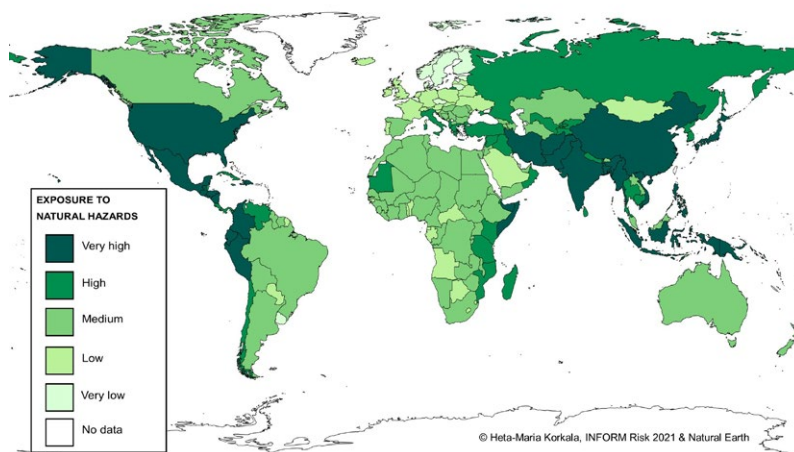 EXPOSURE TO
NATURAL HAZARDS
Very high
High
Medium
Low
Very low
No data
© Heta-Maria Korkala, INFORM Risk 2021 & Natural Earth